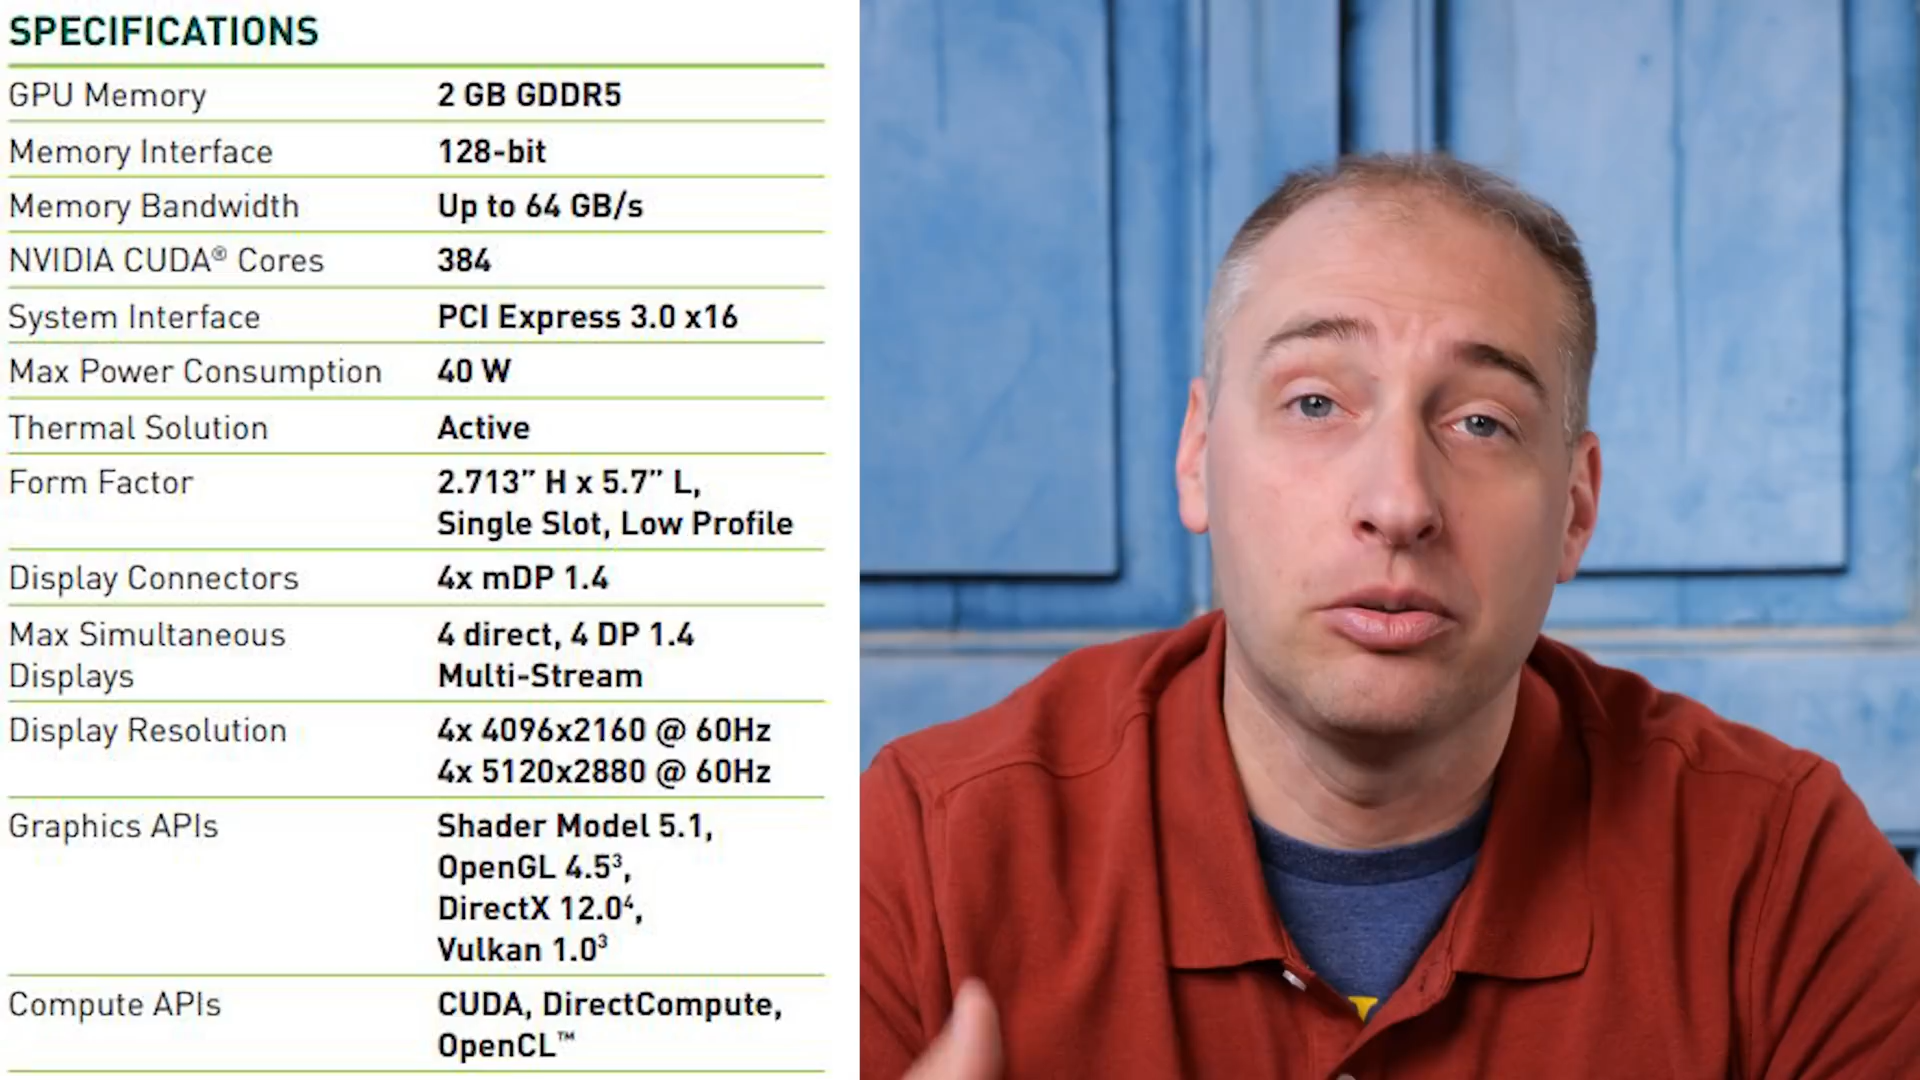 SPECIFICATIONS
GPU Memory 2 GB GDDR5
Memory Interface 128-bit
Memory Bandwidth Up to 64 GB/s
NVIDIA CUDA® Cores 384
System Interface PCI Express 3.0 x16
Max Power Consumption 40 W
Thermal Solution Active
Form Factor 2.713” H x 5.7” L,
Single Slot, Low Profile
Display Connectors 4x mDP 1.4
Max Simultaneous 4 direct, 4 DP 1.4
Displays Multi-Stream
Display Resolution 4x 4096x2160 @ 60Hz
4x 5120x2880 @ 60Hz
Graphics APIs Shader Model 5.1,
OpenGL 4.5³,
DirectX 12.0⁴,
Vulkan 1.0³
Compute APIs CUDA, DirectCompute,
OpenCL™